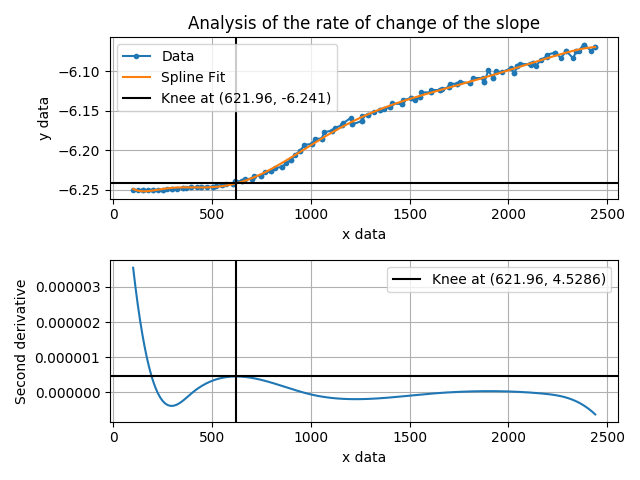 Analysis of the rate of change of the slope
Data
Spline Fit
Knee at (621.96, -6.241)
y data
−6.10
−6.15
−6.20
−6.25
0 500 1000 1500 2000 2500
x data
Knee at (621.96, 4.5286)
Second derivative
0.000003
0.000002
0.000001
0.000000
0 500 1000 1500 2000 2500
x data